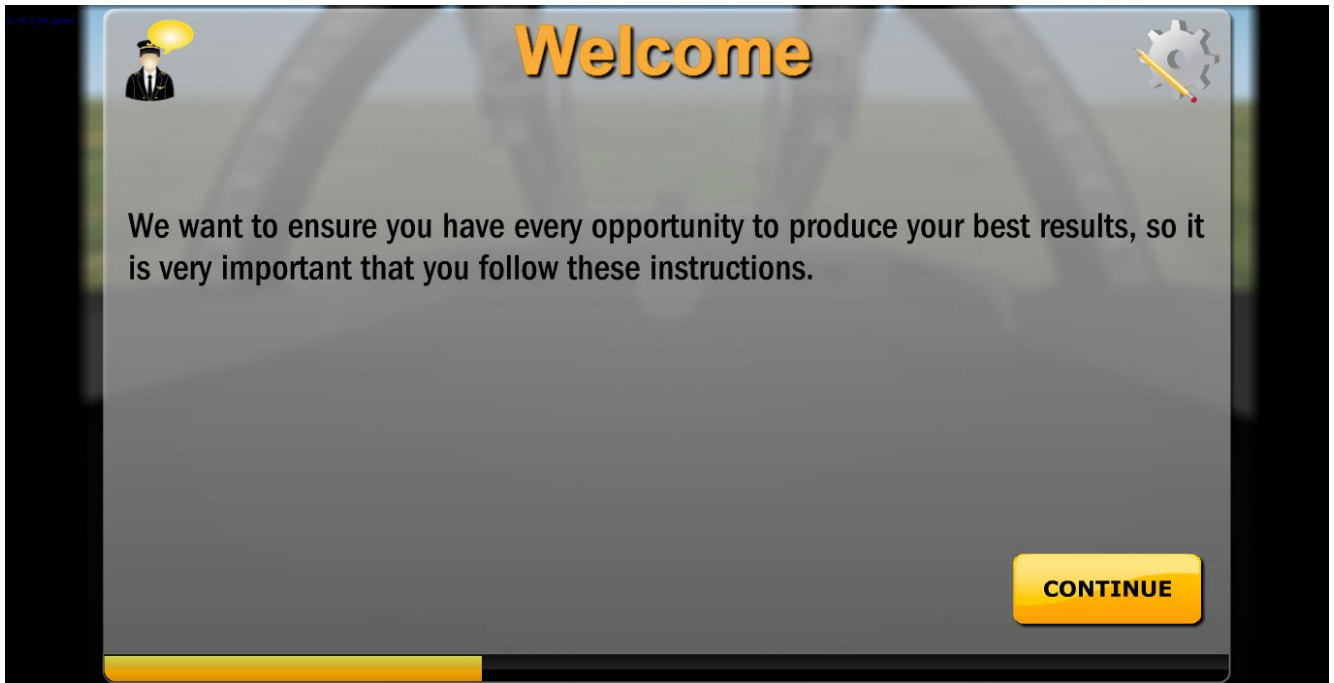 Welcome
We want to ensure you have every opportunity to produce your best results, so it
is very important that you follow these instructions.
CONTINUE